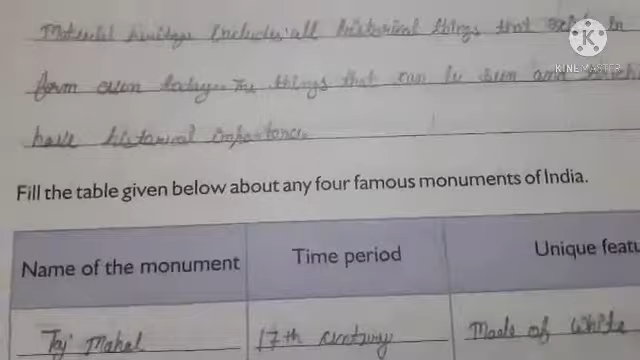 Material heritage includes all historical things that exist in
form even today. The things that can be seen and
have historical importance.
KINEMASTER
Fill the table given below about any four famous monuments of India.
Name of the monument Time period Unique featu
Taj Mahal 17th century Made of white